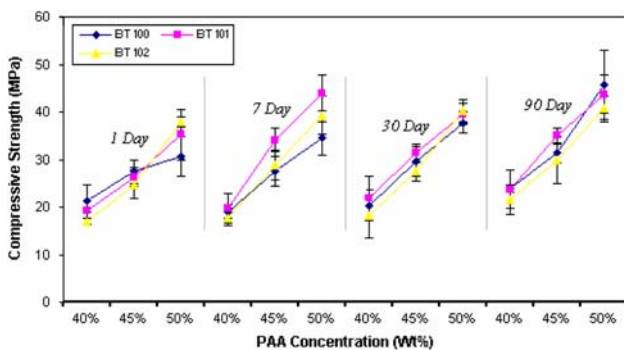 60
50
40
30
20
10
0
Compressive Strength (MPa)
BT 100
BT 101
BT 102
1 Day
7 Day
30 Day
90 Day
40% 45% 50% 40% 45% 50% 40% 45% 50% 40% 45% 50%
PAA Concentration (Wt%)